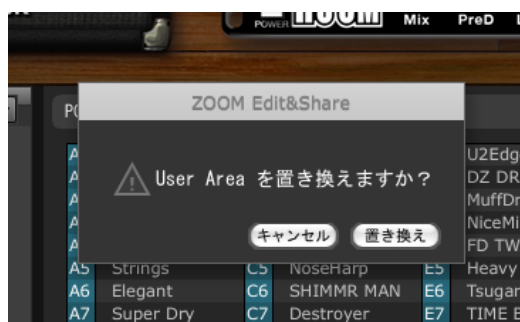 POWER ZOOM Mix PreD
ZOOM Edit&Share
User Area を置き換えますか？
キャンセル 置き換え
U2Edg
DZ DR
MuffDr
NiceMi
FD TW
A5 Strings C5 NoseHarp E5 Heavy
A6 Elegant C6 SHIMMR MAN E6 Tsugar
A7 Super Dry C7 Destroyer E7 TIME